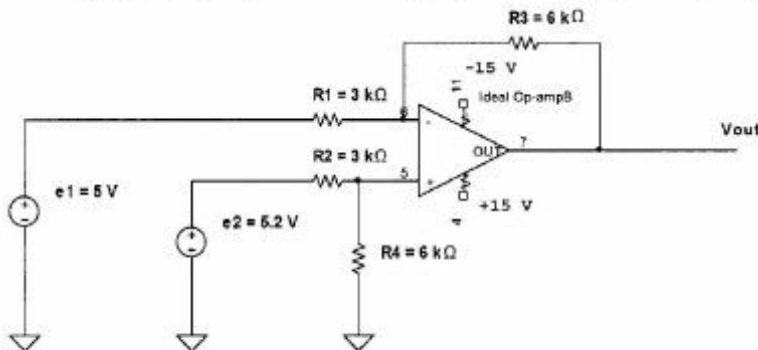 R3 = 6 kΩ
-15 V
11
Ideal Op-ampB
R1 = 3 kΩ
6
-
Vout
R2 = 3 kΩ
OUT
7
5
+
e1 = 5 V
+
-
+15 V
4
e2 = 5.2 V
+
-
R4 = 6 kΩ